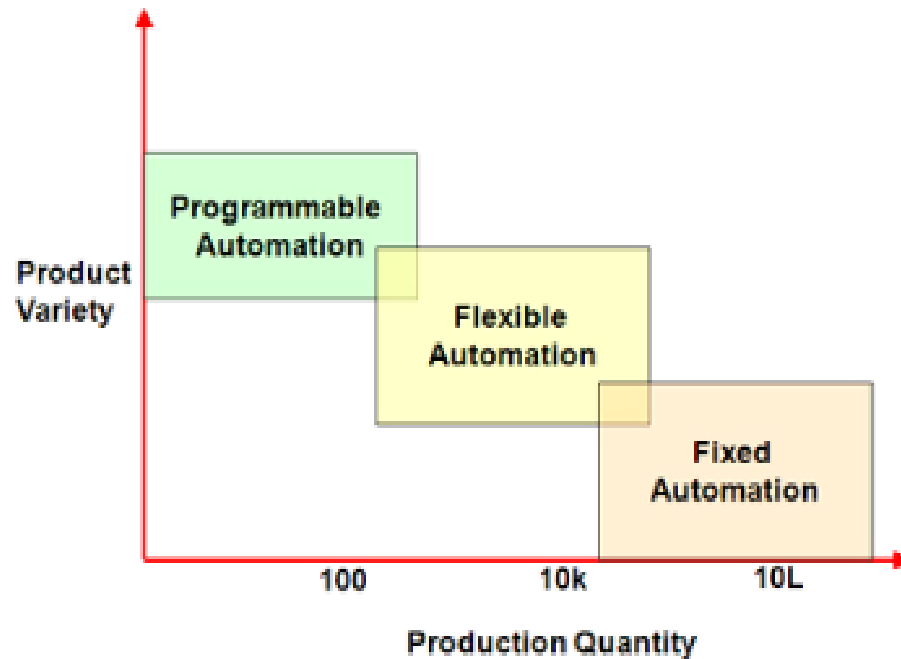 Programmable
Automation
Product
Variety
Flexible
Automation
Fixed
Automation
100
10k
10L
Production Quantity